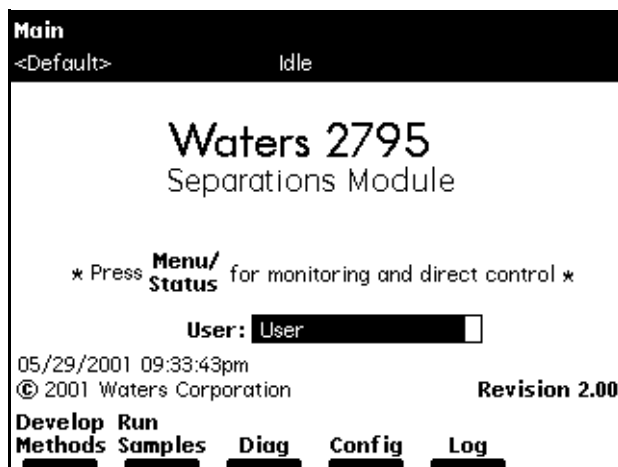 Main
<Default> Idle
Waters 2795
Separations Module
* Press Menu/Status for monitoring and direct control *
User: User
05/29/2001 09:33:43pm
© 2001 Waters Corporation Revision 2.00
Develop Methods Run Samples Diag Config Log